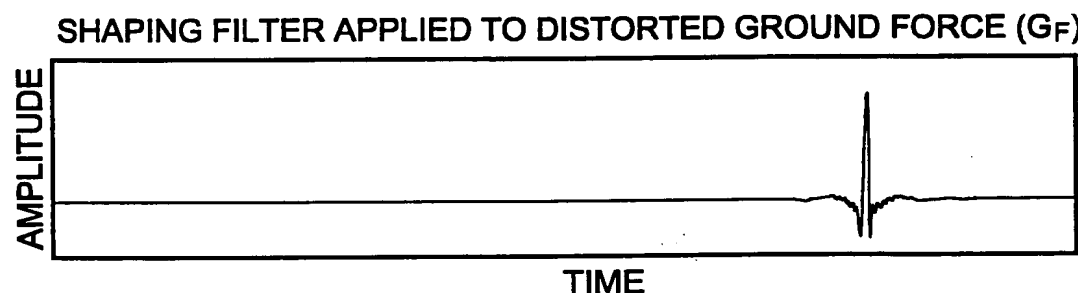 SHAPING FILTER APPLIED TO DISTORTED GROUND FORCE (GF)
AMPLITUDE
TIME